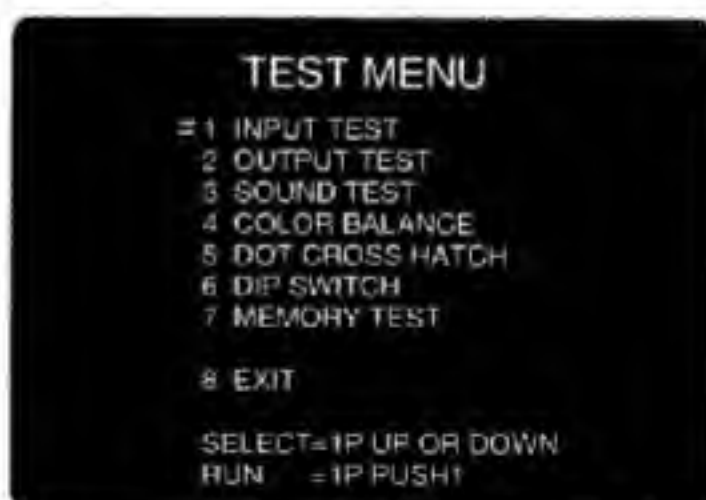 TEST MENU
=1 INPUT TEST
2 OUTPUT TEST
3 SOUND TEST
4 COLOR BALANCE
5 DOT CROSS HATCH
6 DIP SWITCH
7 MEMORY TEST
8 EXIT
SELECT=1P UP OR DOWN
RUN =1P PUSH1